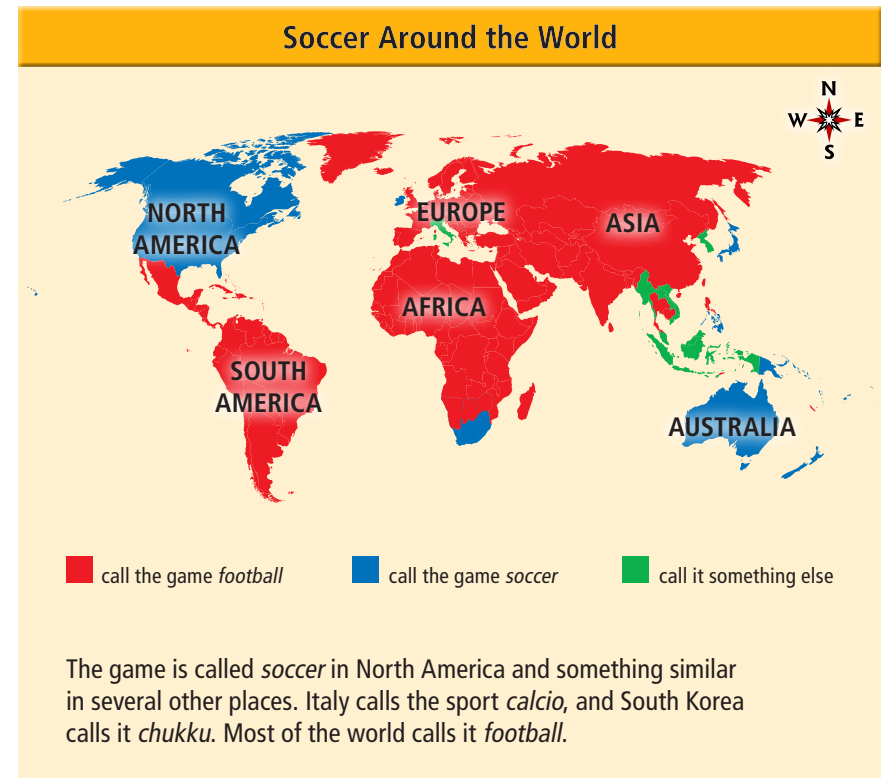 Soccer Around the World
N
W E
S
NORTH
AMERICA
EUROPE
ASIA
AFRICA
SOUTH
AMERICA
AUSTRALIA
call the game football
call the game soccer
call it something else
The game is called soccer in North America and something similar
in several other places. Italy calls the sport calcio, and South Korea
calls it chukku. Most of the world calls it football.